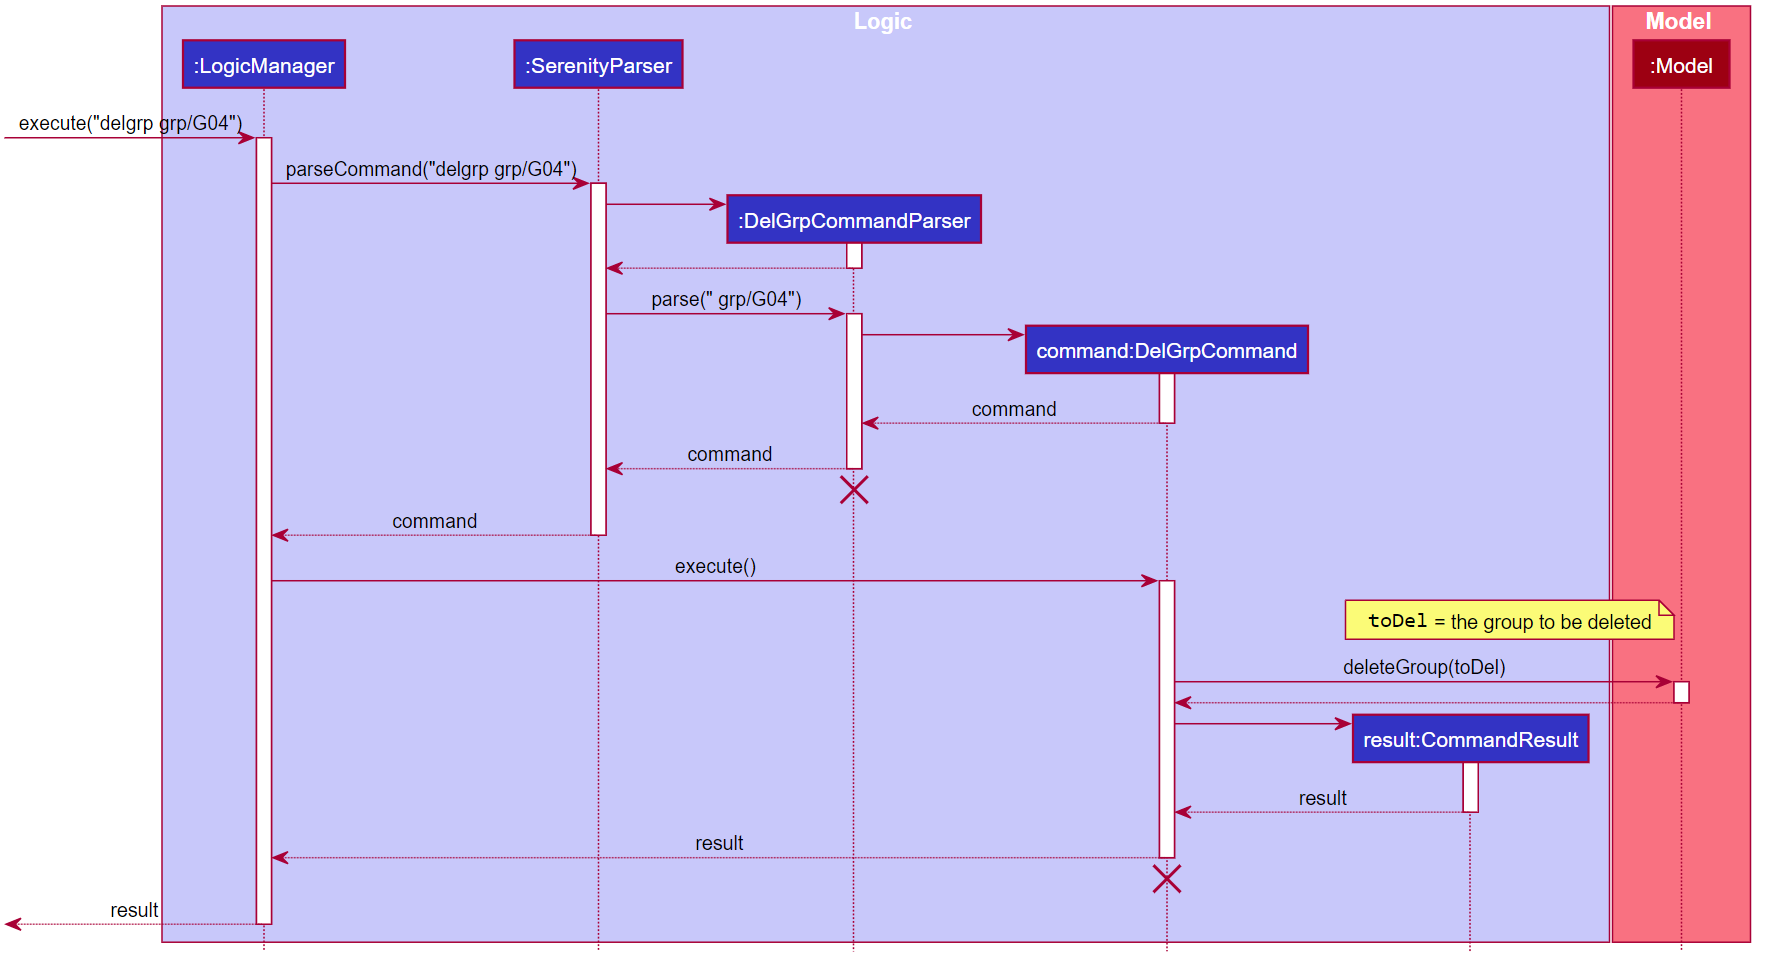 Logic
Model
:LogicManager
:SerenityParser
:Model
execute("delgrp grp/G04")
parseCommand("delgrp grp/G04")
:DelGrpCommandParser
parse(" grp/G04")
command:DelGrpCommand
command
command
command
execute()
toDel = the group to be deleted
deleteGroup(toDel)
result:CommandResult
result
result
result